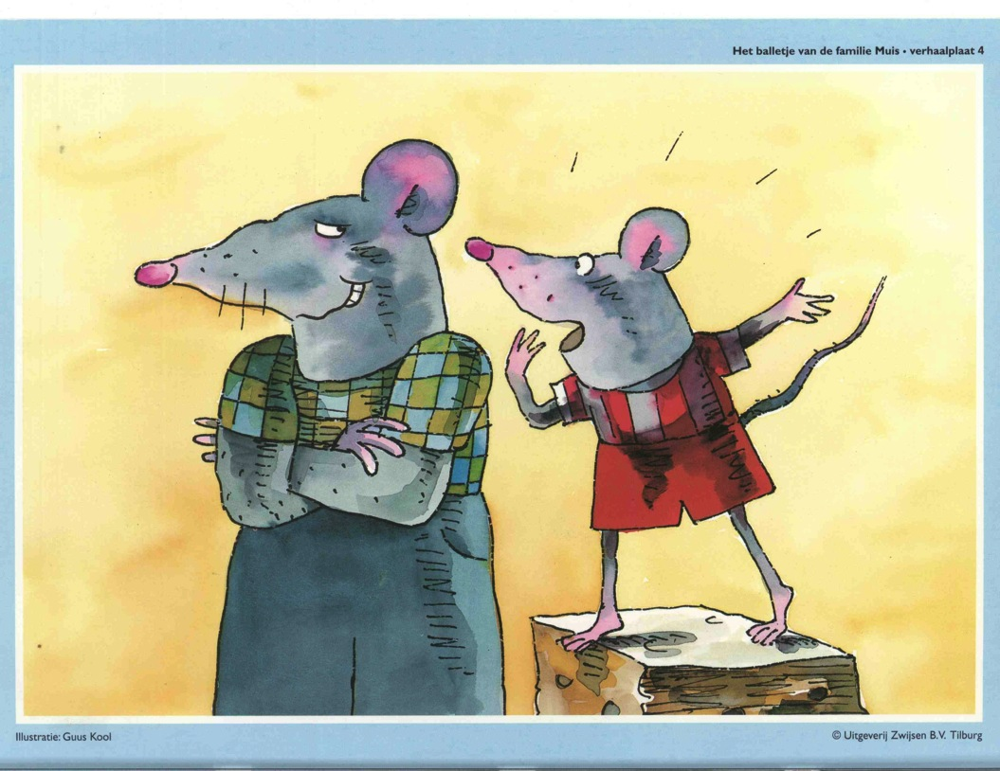 Het balletje van de familie Muis • verhaalplaat 4
Illustratie: Guus Kool
© Uitgeverij Zwijsen B.V. Tilburg